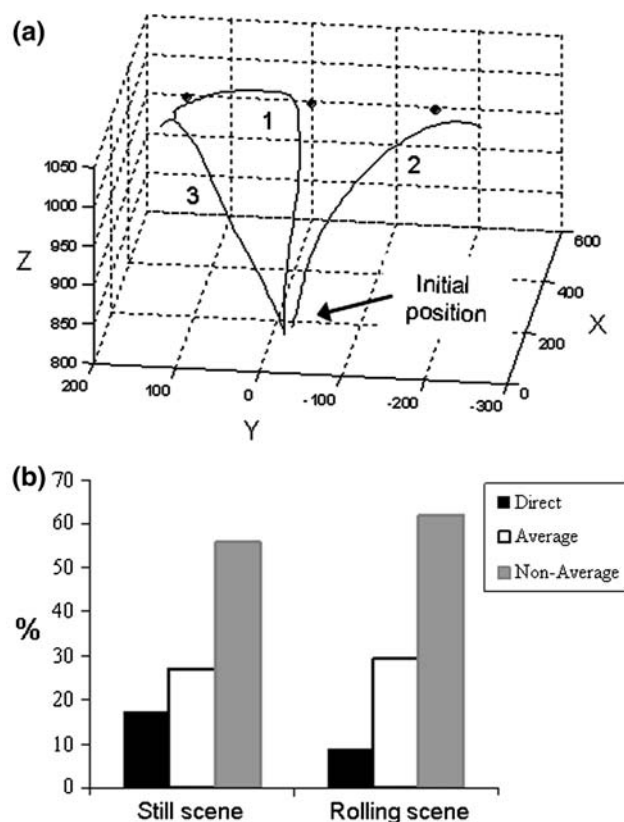 (a)
1
2
3
1050
1000
950
900
850
800
Z
200
100
0
-100
-200
-300
Y
0
200
400
600
X
Initial
position
(b)
70
60
50
40
30
20
10
0
%
Still scene
Rolling scene
Direct
Average
Non-Average